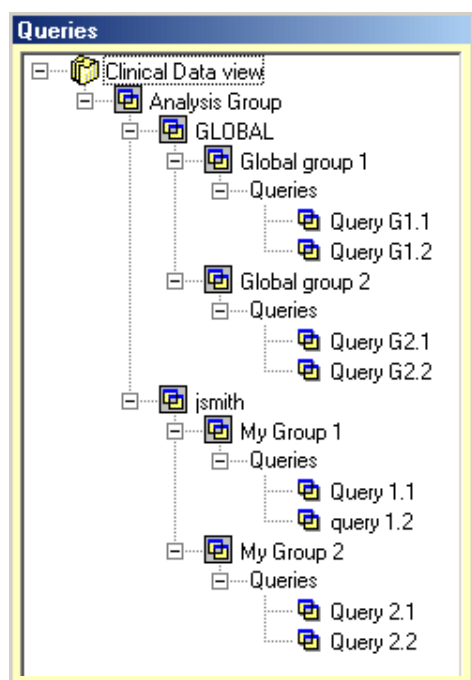 Queries
Clinical Data view
Analysis Group
GLOBAL
Global group 1
Queries
Query G1.1
Query G1.2
Global group 2
Queries
Query G2.1
Query G2.2
jsmith
My Group 1
Queries
Query 1.1
query 1.2
My Group 2
Queries
Query 2.1
Query 2.2